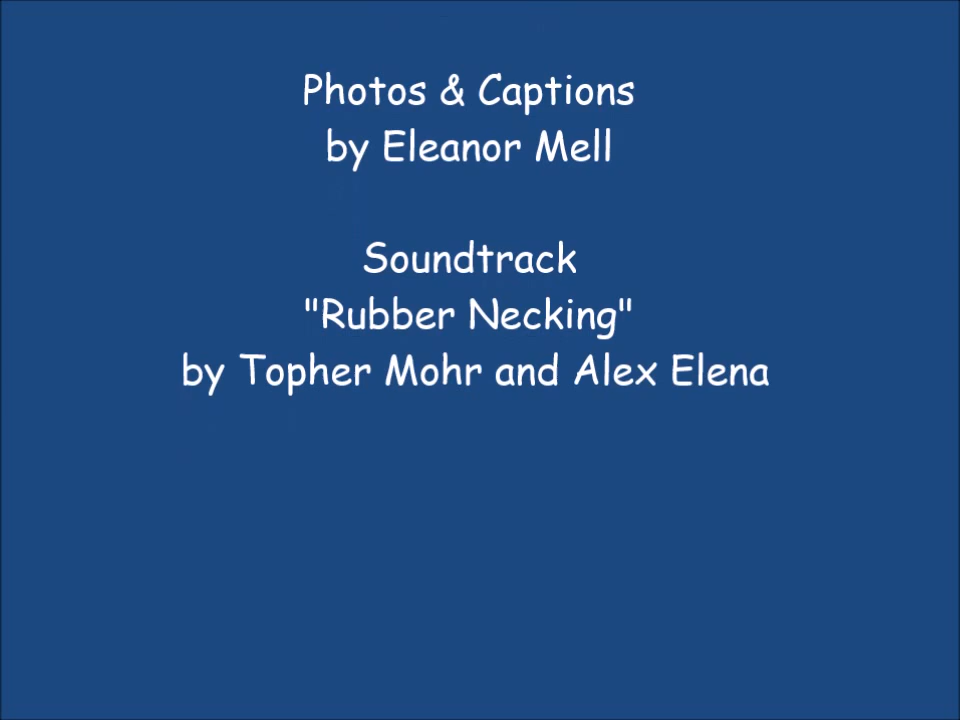 Photos & Captions
by Eleanor Mell
Soundtrack
"Rubber Necking"
by Topher Mohr and Alex Elena